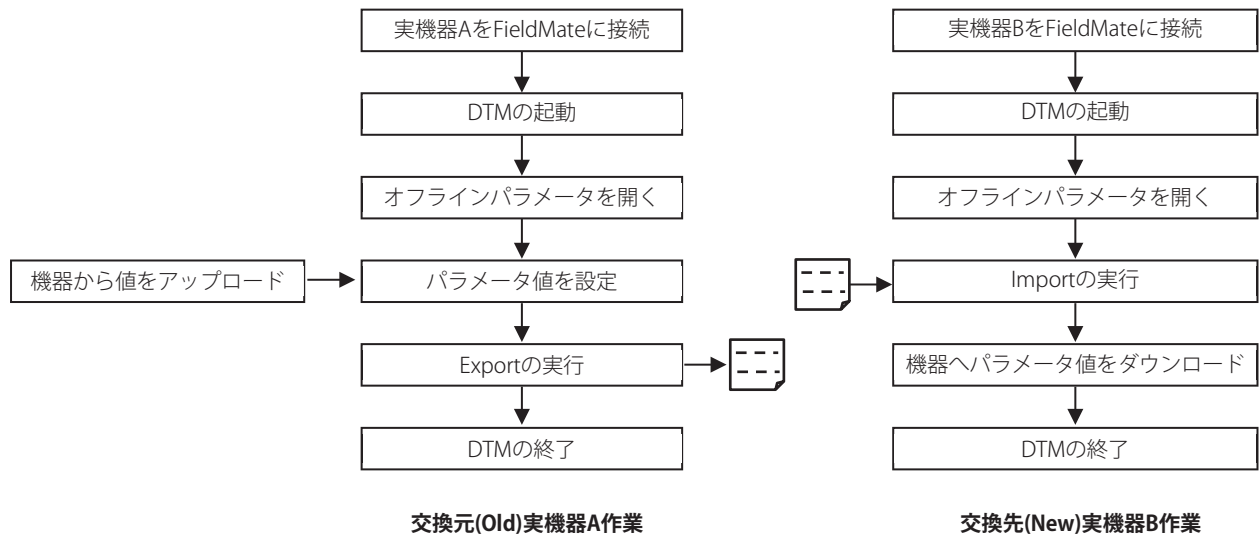 実機器AをFieldMateに接続
DTMの起動
オフラインパラメータを開く
機器から値をアップロード
パラメータ値を設定
Exportの実行
DTMの終了
交換元(Old)実機器A作業
実機器BをFieldMateに接続
DTMの起動
オフラインパラメータを開く
Importの実行
機器へパラメータ値をダウンロード
DTMの終了
交換先(New)実機器B作業